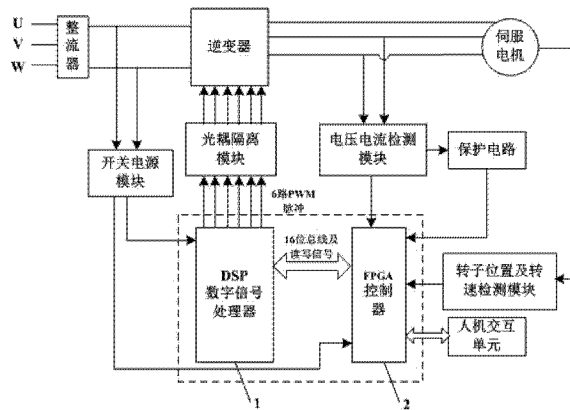 U
V
W
整
流
器
逆变器
伺服
电机
开关电源
模块
光耦隔离
模块
电压电流检测
模块
保护电路
6路PWM
脉冲
DSP
数字信号
处理器
16位总线及
读写信号
FPGA
控制
器
转子位置及转
速检测模块
人机交互
单元
1
2